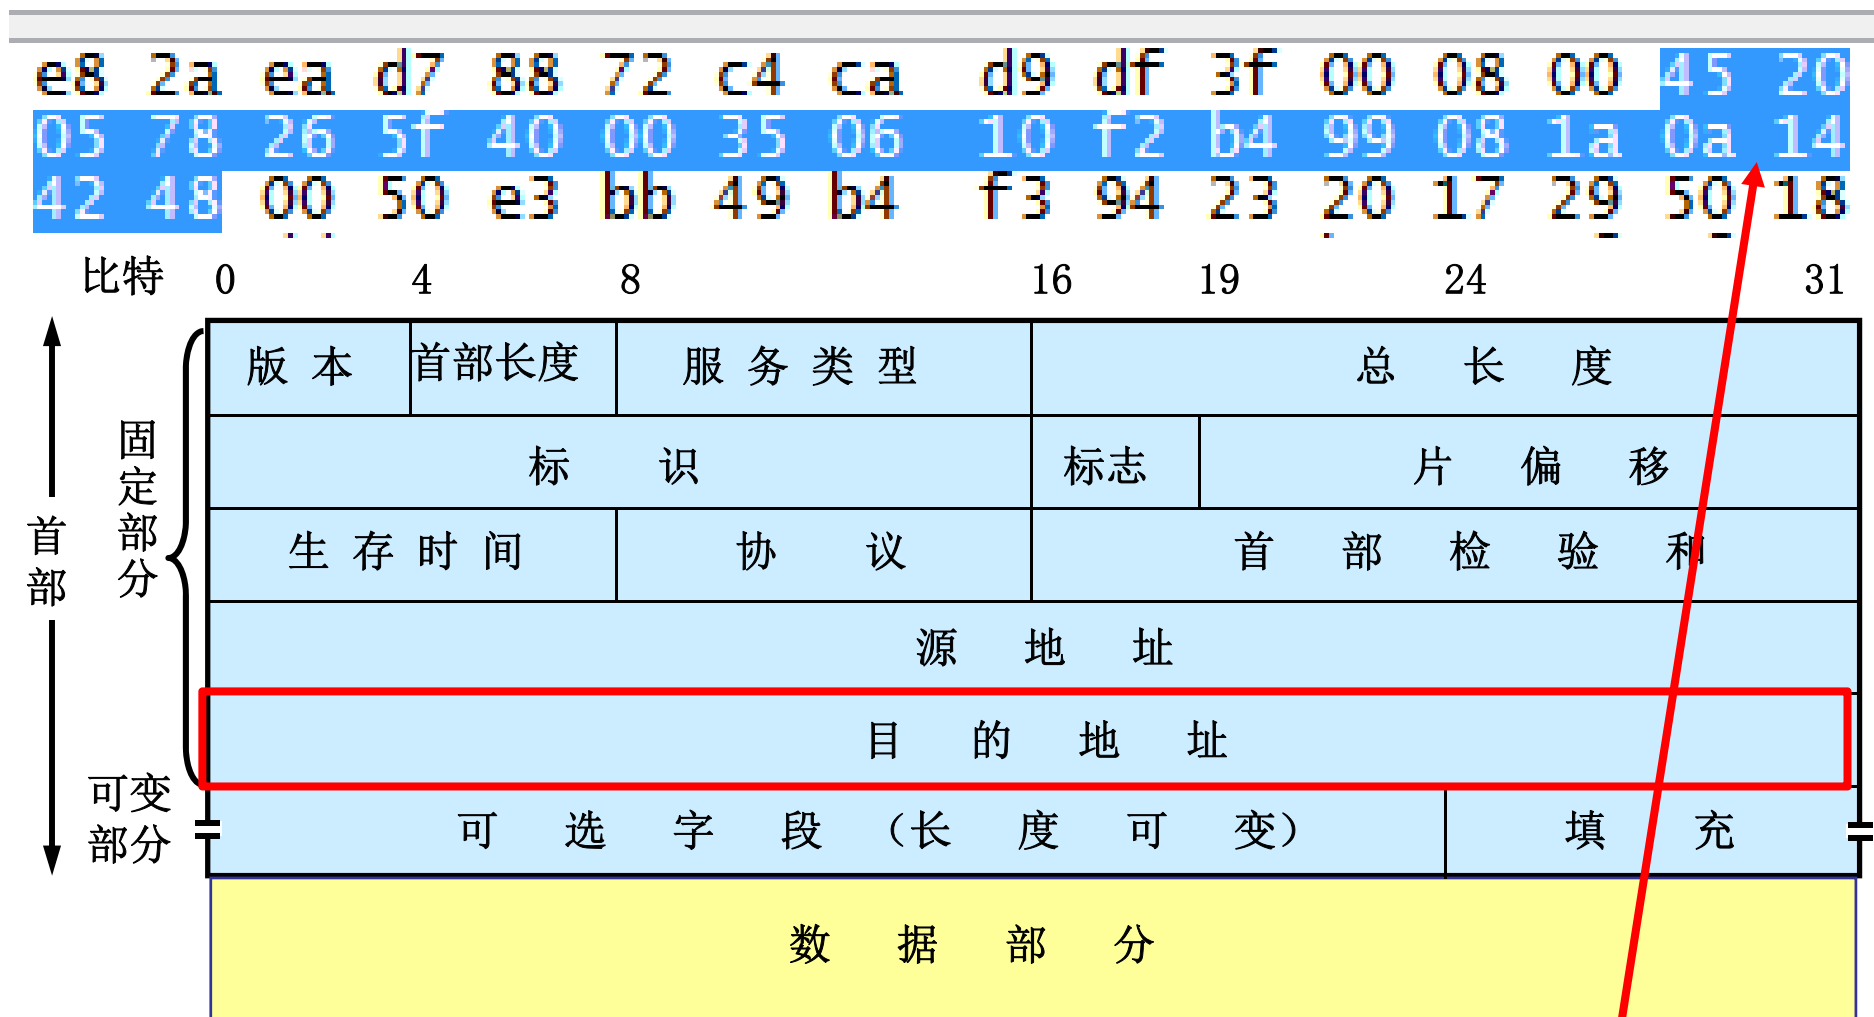 e8 2a ea d7 88 72 c4 ca d9 df 3f 00 08 00 45 20
05 78 26 5f 40 00 35 06 10 f2 b4 99 08 1a 0a 14
42 48 00 50 e3 bb 49 b4 f3 94 23 20 17 29 50 18
比特 0 4 8 16 19 24 31
版本 首部长度 服务类型 总长度
标识 标志 片偏移
生存时间 协议 首部检验和
源地址
目的地址
可选字段（长度可变） 填充
数据部分
首部
固定部分
可变
部分